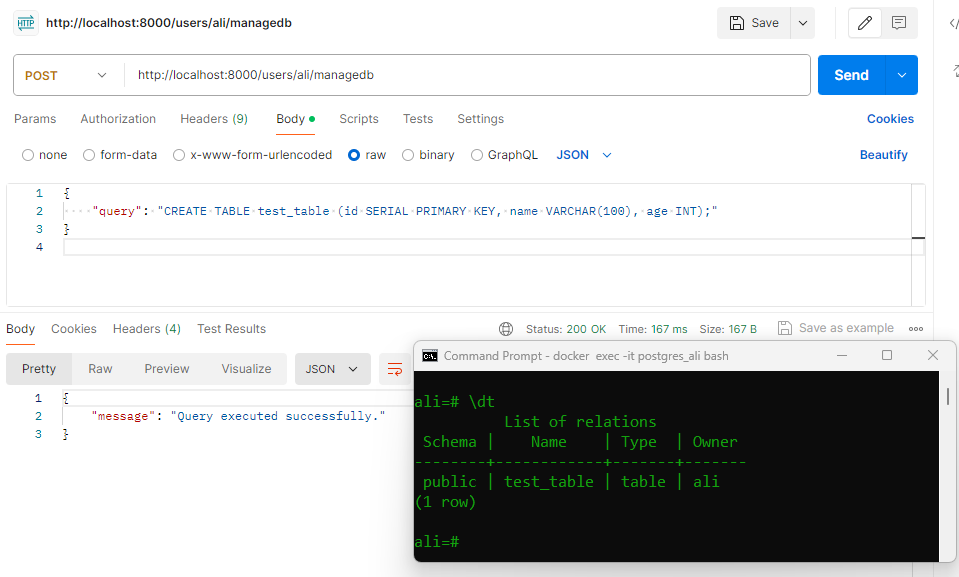 HTTP http://localhost:8000/users/ali/managedb Save
POST http://localhost:8000/users/ali/managedb Send
Params Authorization Headers (9) Body Scripts Tests Settings Cookies
none form-data x-www-form-urlencoded raw binary GraphQL JSON Beautify
1 {
2 ····"query":·"CREATE·TABLE·test_table·(id·SERIAL·PRIMARY·KEY,·name·VARCHAR(100),·age·INT);"
3 }
4
Body Cookies Headers (4) Test Results Status: 200 OK Time: 167 ms Size: 167 B Save as example
Pretty Raw Preview Visualize JSON
1 {
2 "message": "Query executed successfully."
3 }
Command Prompt - docker exec -it postgres_ali bash
ali=# \dt
List of relations
Schema | Name | Type | Owner
--------+------------+-------+-------
public | test_table | table | ali
(1 row)
ali=#